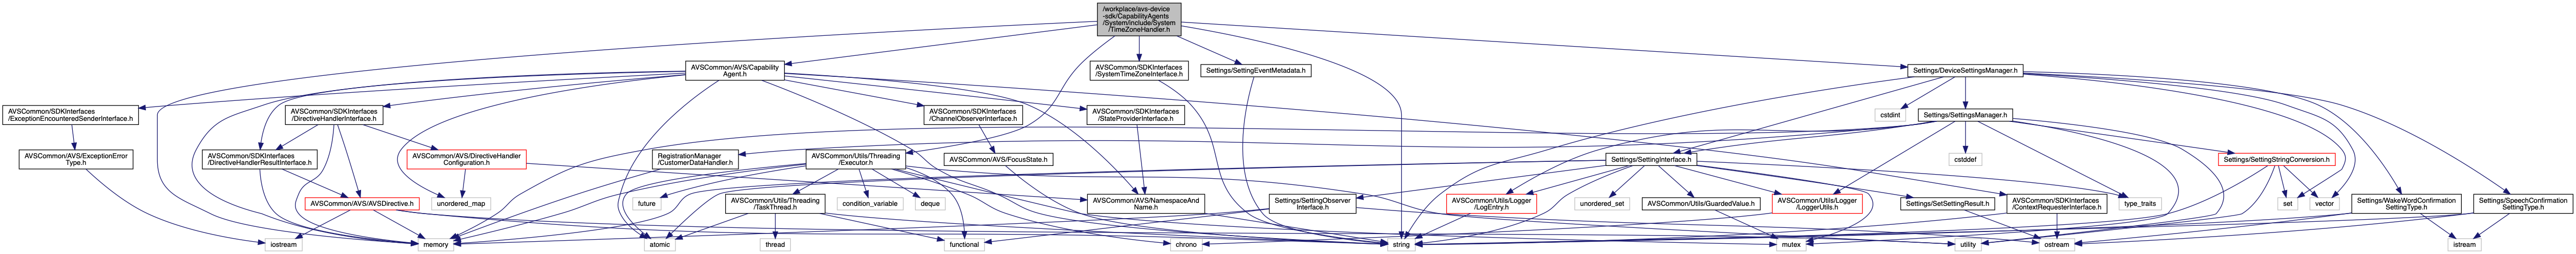 /workplace/avs-device
-sdk/CapabilityAgents
/System/include/System
/TimeZoneHandler.h
AVSCommon/AVS/Capability
Agent.h
AVSCommon/SDKInterfaces
/SystemTimeZoneInterface.h
Settings/SettingEventMetadata.h
Settings/DeviceSettingsManager.h
AVSCommon/SDKInterfaces
/ExceptionEncounteredSenderInterface.h
AVSCommon/SDKInterfaces
/DirectiveHandlerInterface.h
AVSCommon/SDKInterfaces
/ChannelObserverInterface.h
AVSCommon/SDKInterfaces
/StateProviderInterface.h
cstdint
Settings/SettingsManager.h
AVSCommon/AVS/ExceptionError
Type.h
AVSCommon/SDKInterfaces
/DirectiveHandlerResultInterface.h
AVSCommon/AVS/DirectiveHandler
Configuration.h
RegistrationManager
/CustomerDataHandler.h
AVSCommon/Utils/Threading
/Executor.h
AVSCommon/AVS/FocusState.h
Settings/SettingInterface.h
cstddef
Settings/SettingStringConversion.h
AVSCommon/AVS/AVSDirective.h
unordered_map
future
AVSCommon/Utils/Threading
/TaskThread.h
condition_variable
deque
AVSCommon/AVS/NamespaceAnd
Name.h
Settings/SettingObserver
Interface.h
AVSCommon/Utils/Logger
/LogEntry.h
unordered_set
AVSCommon/Utils/GuardedValue.h
AVSCommon/Utils/Logger
/LoggerUtils.h
Settings/SetSettingResult.h
AVSCommon/SDKInterfaces
/ContextRequesterInterface.h
type_traits
set
vector
Settings/WakeWordConfirmation
SettingType.h
Settings/SpeechConfirmation
SettingType.h
iostream
memory
atomic
thread
functional
chrono
string
mutex
utility
ostream
istream